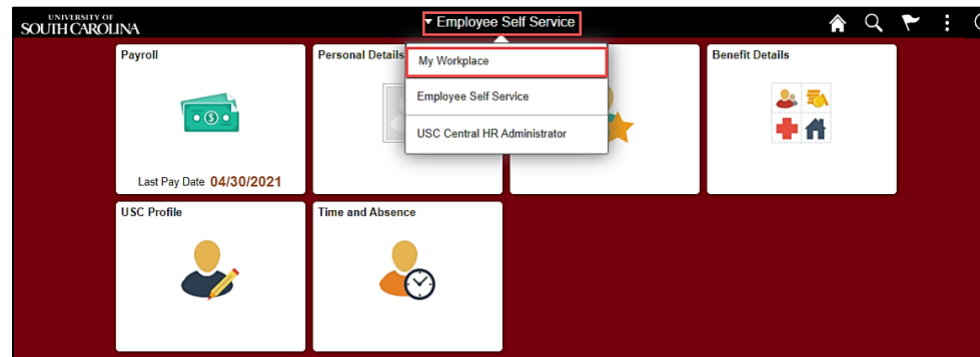 UNIVERSITY OF
SOUTH CAROLINA
Employee Self Service
Payroll
Last Pay Date 04/30/2021
Personal Details
My Workplace
Employee Self Service
USC Central HR Administrator
Benefit Details
USC Profile
Time and Absence